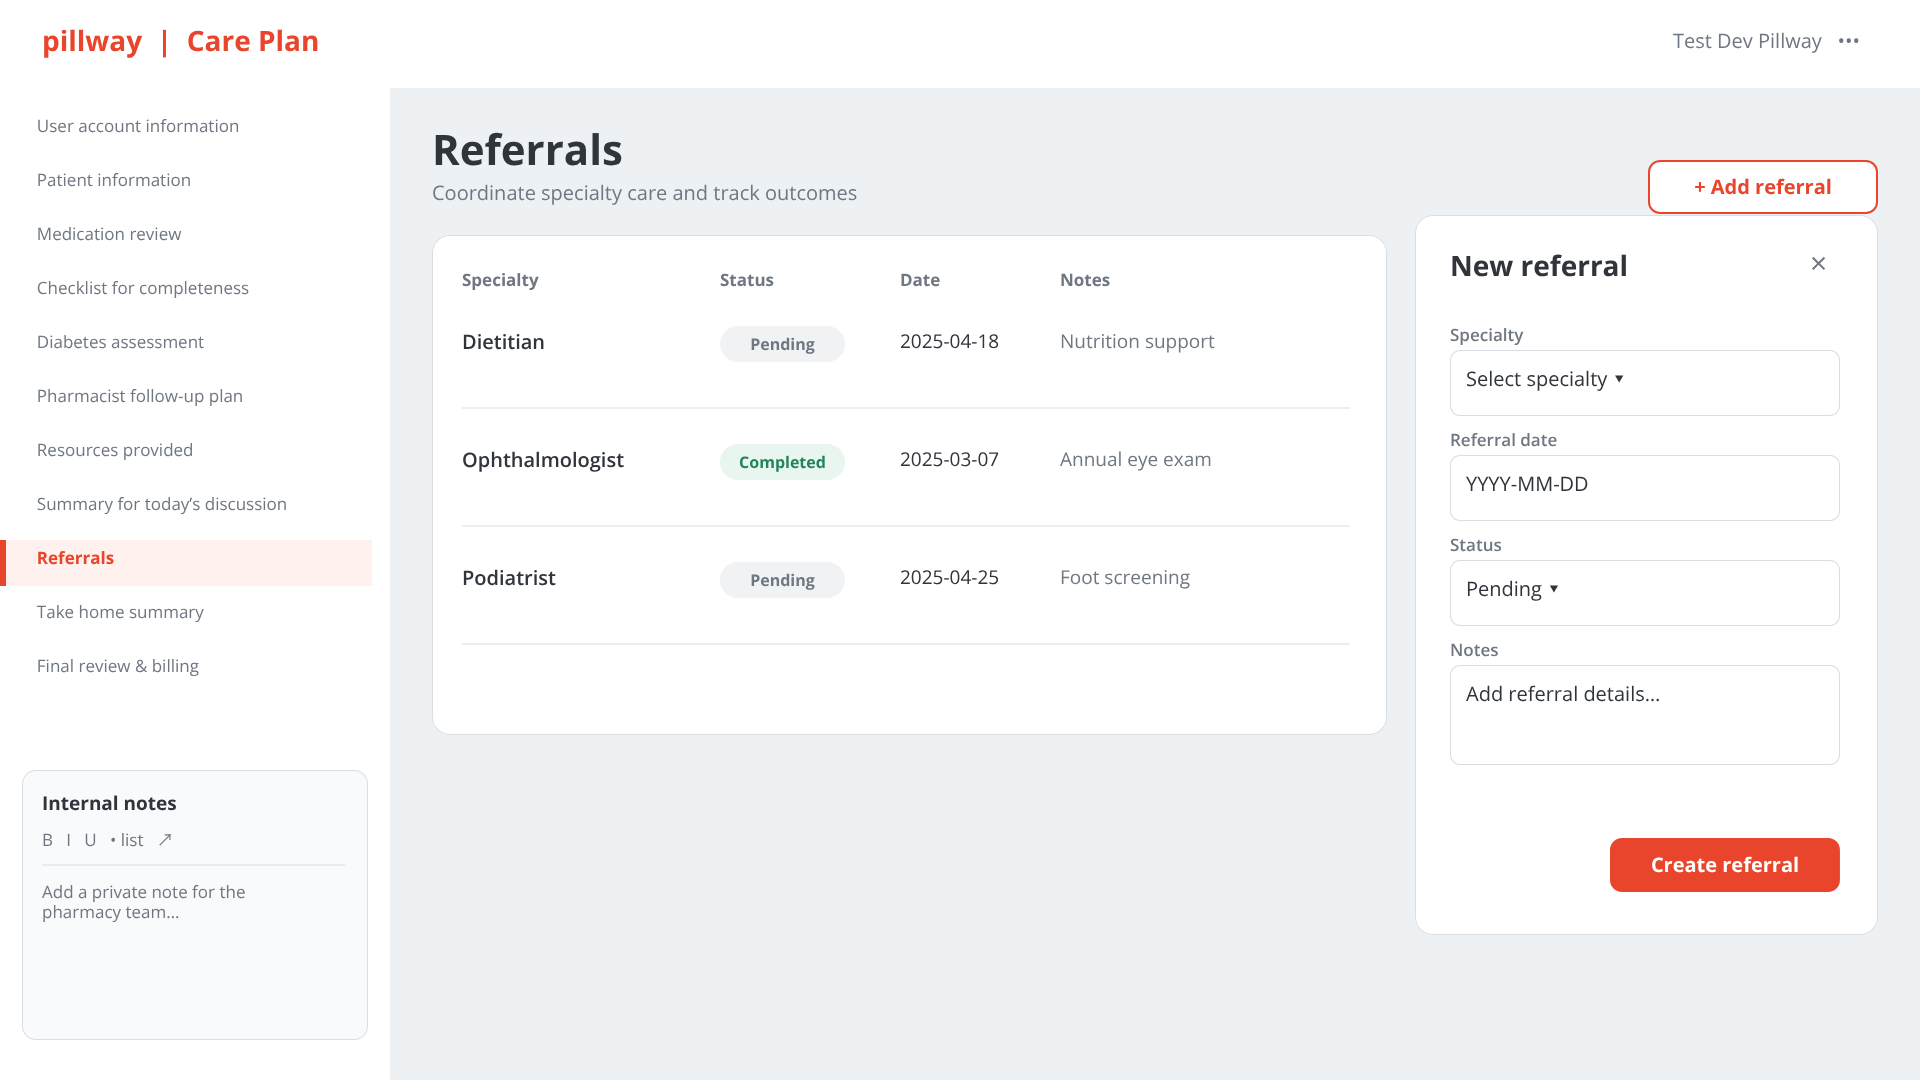 pillway | Care Plan
Test Dev Pillway •••
User account information
Patient information
Medication review
Checklist for completeness
Diabetes assessment
Pharmacist follow-up plan
Resources provided
Summary for today’s discussion
Referrals
Take home summary
Final review & billing
Internal notes
B I U • list ↗
Add a private note for the
pharmacy team...
Referrals
Coordinate specialty care and track outcomes
+ Add referral
Specialty Status Date Notes
Dietitian Pending 2025-04-18 Nutrition support
Ophthalmologist Completed 2025-03-07 Annual eye exam
Podiatrist Pending 2025-04-25 Foot screening
New referral ×
Specialty
Select specialty ▾
Referral date
YYYY-MM-DD
Status
Pending ▾
Notes
Add referral details...
Create referral